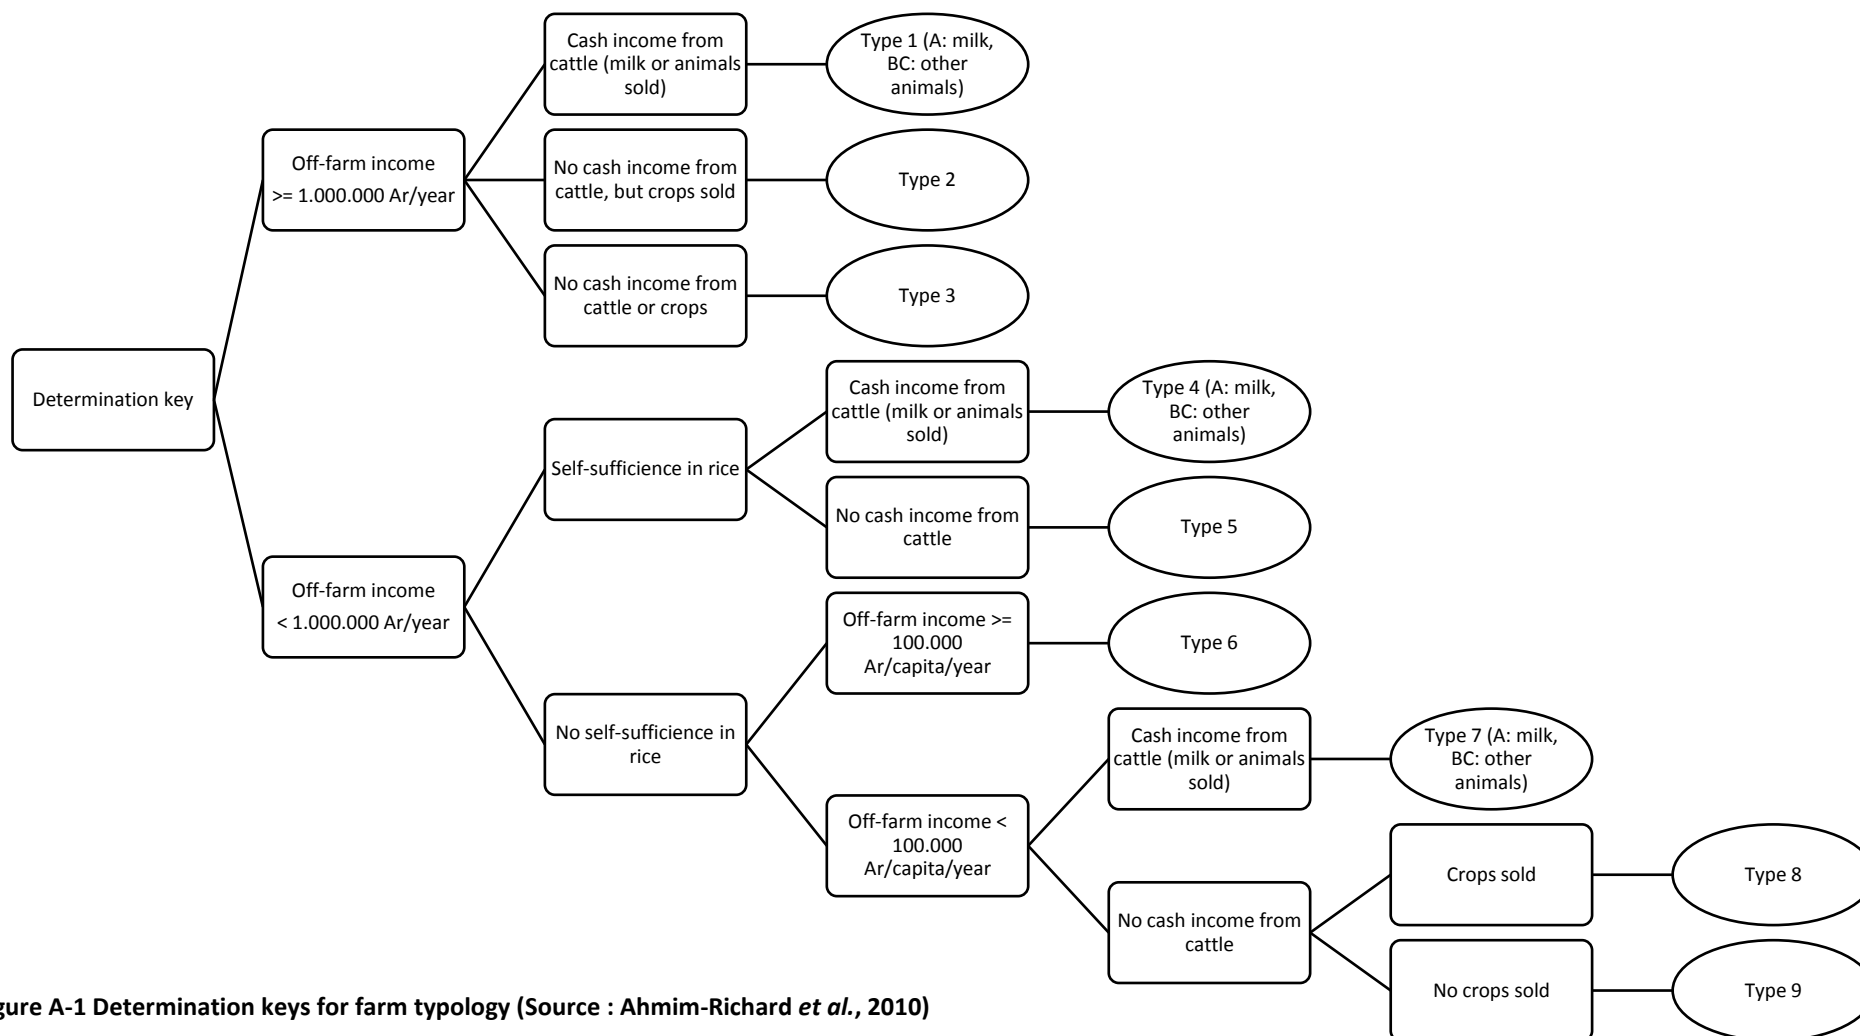 Cash income from
cattle (milk or animals
sold)
Type 1 (A: milk,
BC: other
animals)
Off-farm income
>= 1.000.000 Ar/year
No cash income from
cattle, but crops sold
Type 2
No cash income from
cattle or crops
Type 3
Determination key
Cash income from
cattle (milk or animals
sold)
Type 4 (A: milk,
BC: other
animals)
Self-sufficience in rice
No cash income from
cattle
Type 5
Off-farm income
< 1.000.000 Ar/year
Off-farm income >=
100.000
Ar/capita/year
Type 6
No self-sufficience in
rice
Cash income from
cattle (milk or animals
sold)
Type 7 (A: milk,
BC: other
animals)
Off-farm income <
100.000
Ar/capita/year
Crops sold
Type 8
No cash income from
cattle
No crops sold
Type 9
gure A-1 Determination keys for farm typology (Source : Ahmim-Richard et al., 2010)